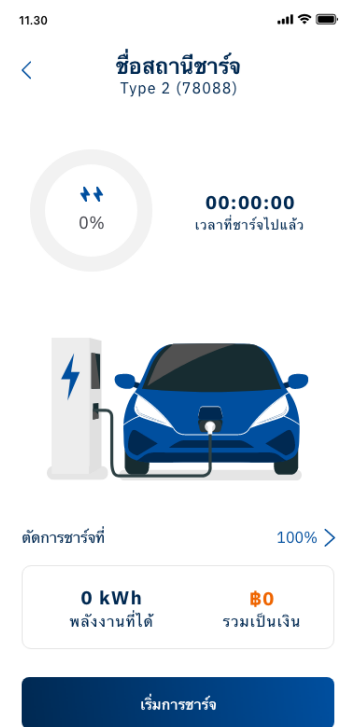 11.30
ชื่อสถานีชาร์จ
Type 2 (78088)
0%
00:00:00
เวลาที่ชาร์จไปแล้ว
ตัดการชาร์จที่
100%
0 kWh
พลังงานที่ได้
฿0
รวมเป็นเงิน
เริ่มการชาร์จ